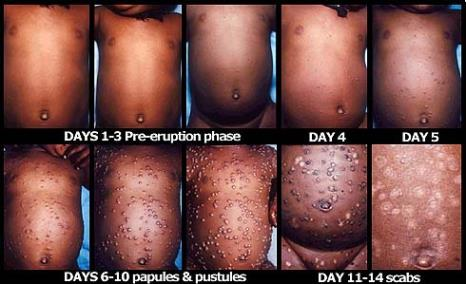 DAYS 1-3 Pre-eruption phase
DAY 4
DAY 5
DAYS 6-10 papules & pustules
DAY 11-14 scabs